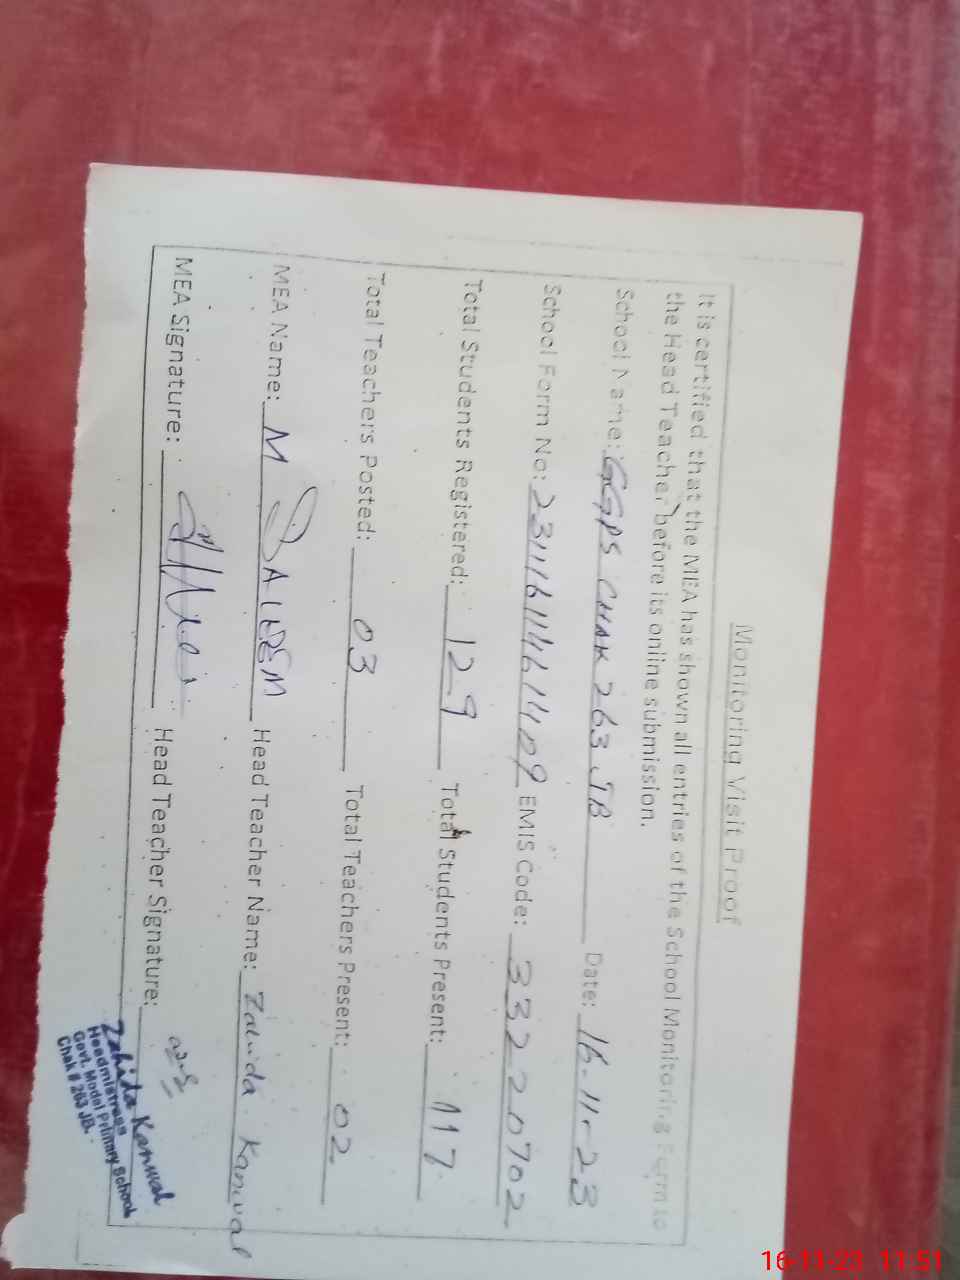 Monitoring Visit Proof
It is certified that the MEA has shown all entries of the School Monitoring Form to
the Head Teacher before its online submission.
School Name: GGPS CHAK 263 JB Date: 16-11-23
School Form No: EMIS Code: 33220702
Total Students Registered: 129 Total Students Present: 117
Total Teachers Posted: 03 Total Teachers Present: 02
MEA Name: M SALEEM Head Teacher Name: Zahida Kanwal
MEA Signature: Head Teacher Signature:
Zahida Kanwal
Headmistress
Govt. Model Primary School
Chak # 263 JB.
16-11-23 11:51